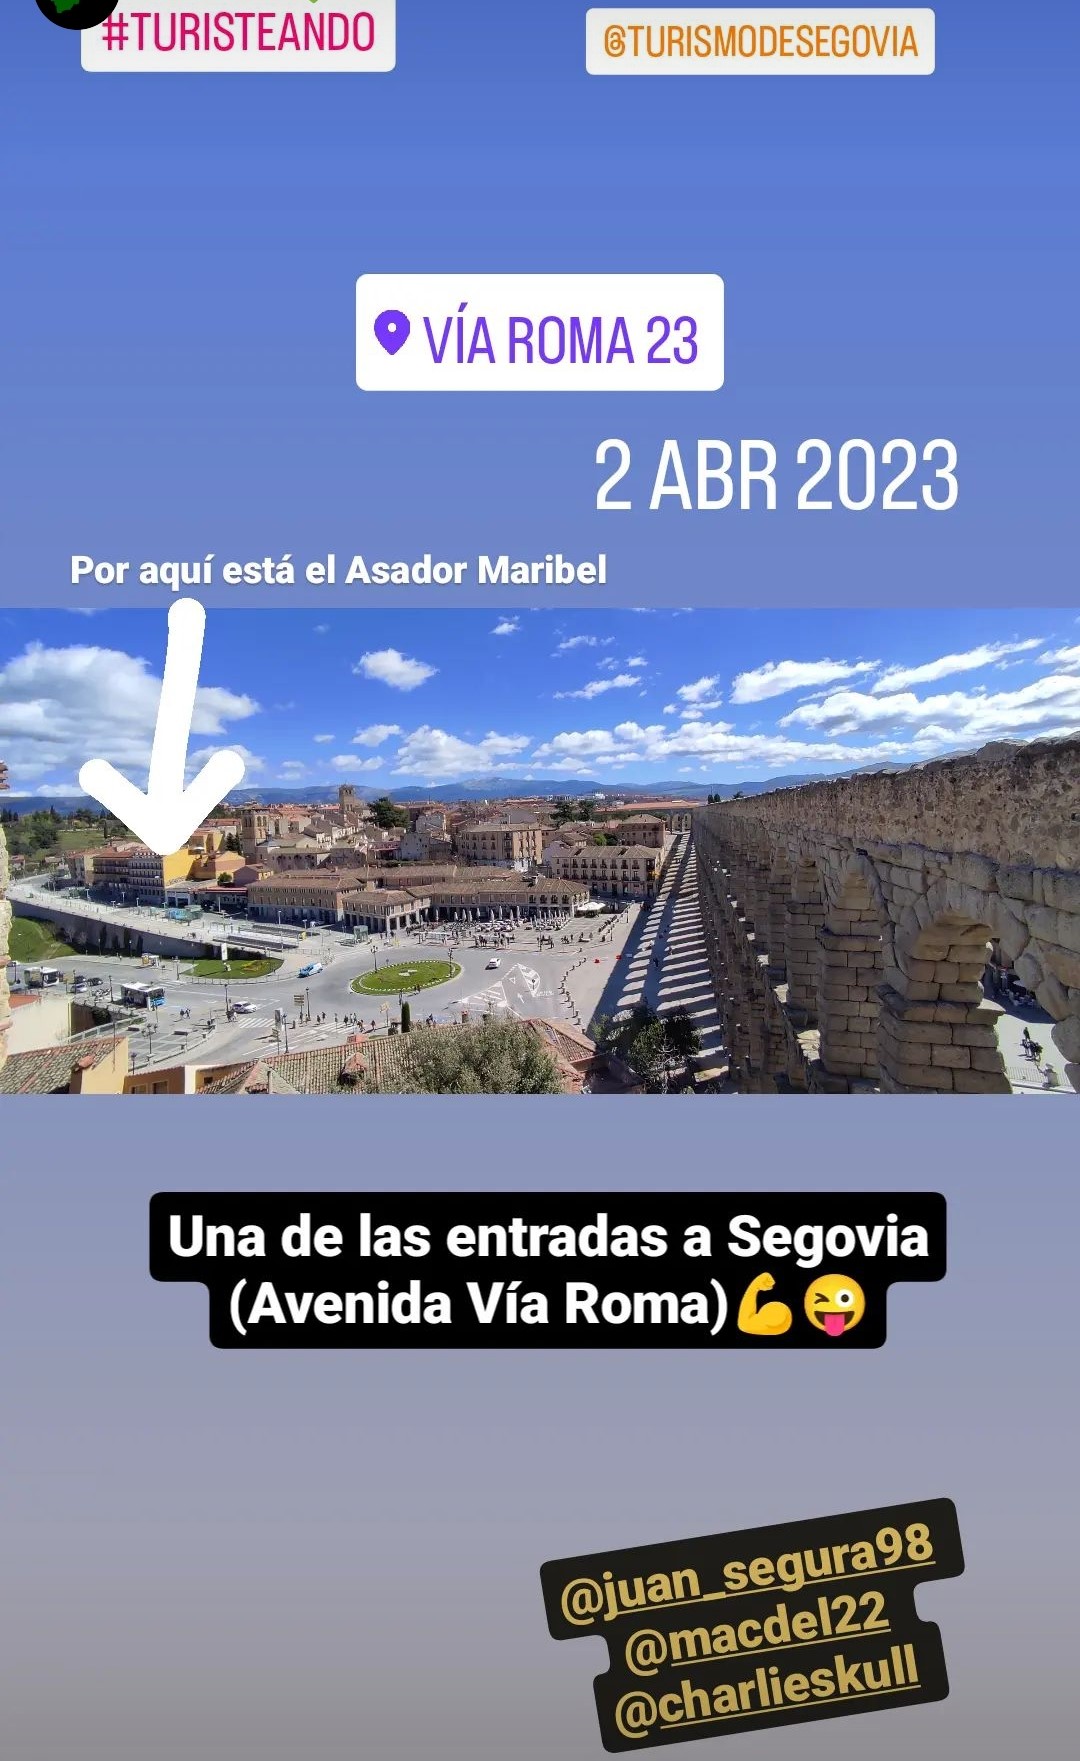 #TURISTEANDO
@TURISMODESEGOVIA
VÍA ROMA 23
2 ABR 2023
Por aquí está el Asador Maribel
Una de las entradas a Segovia
(Avenida Vía Roma)💪😜
@juan_segura98
@macdel22
@charlieskull